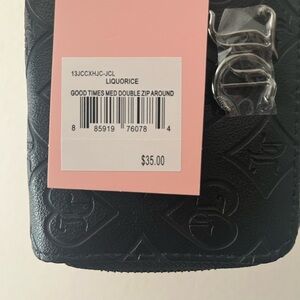 13JCCXHJC-JCL
LIQUORICE
GOOD TIMES MED DOUBLE ZIP AROUND
8 85919 76078 4
$35.00